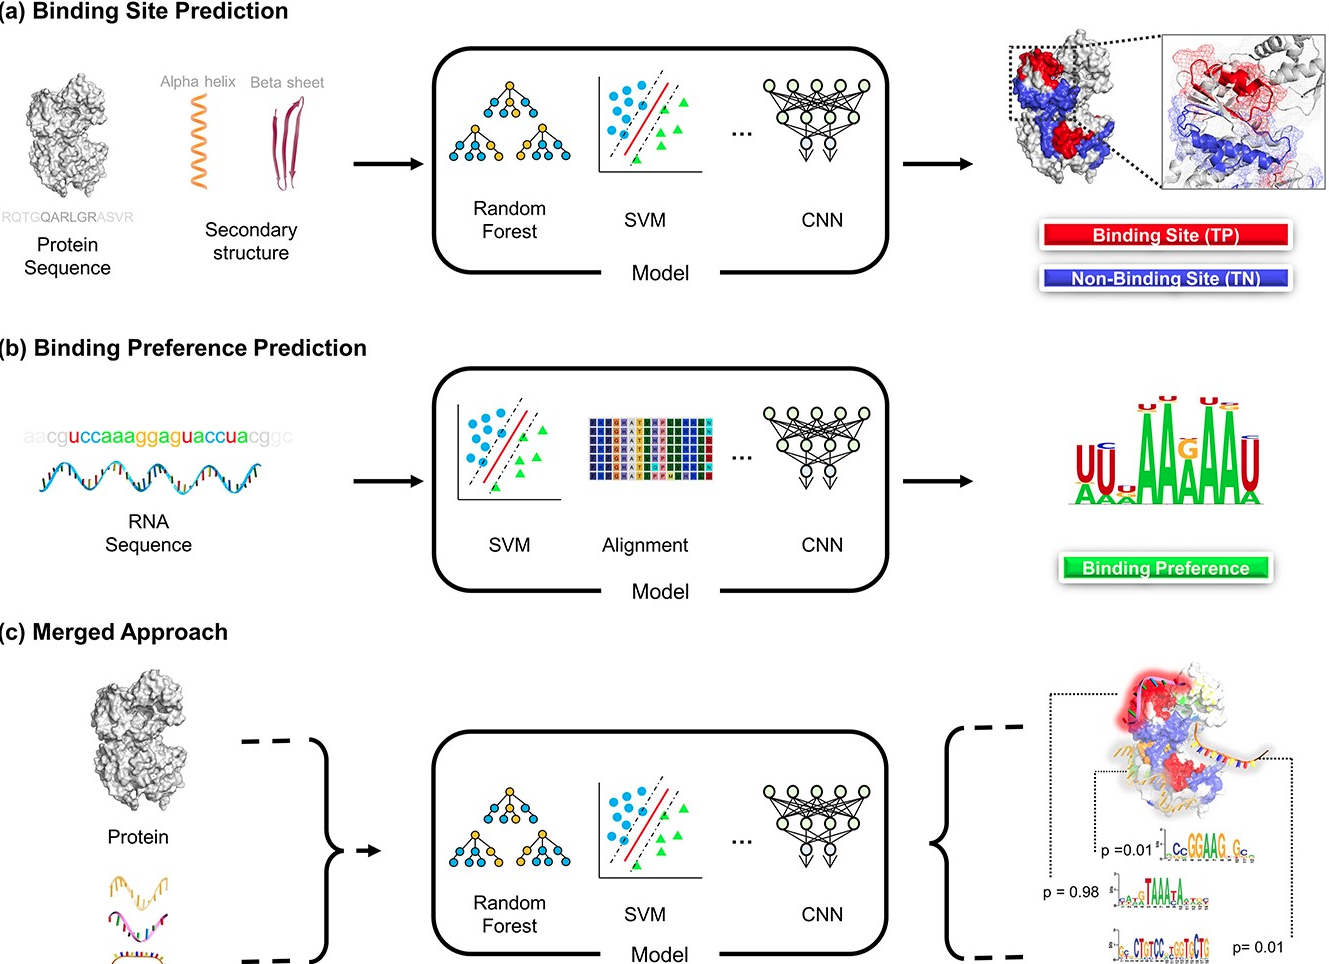 (a) Binding Site Prediction
Alpha helix
Beta sheet
RQTGQARLGRASVR
Protein
Sequence
Secondary
structure
Random
Forest
SVM
...
CNN
Model
Binding Site (TP)
Non-Binding Site (TN)
(b) Binding Preference Prediction
aacguccaaaggaguaccuacggc
RNA
Sequence
SVM
Alignment
...
CNN
Model
Binding Preference
(c) Merged Approach
Protein
Random
Forest
SVM
...
CNN
Model
p =0.01
GGAAG
p = 0.98
TAAA
p= 0.01